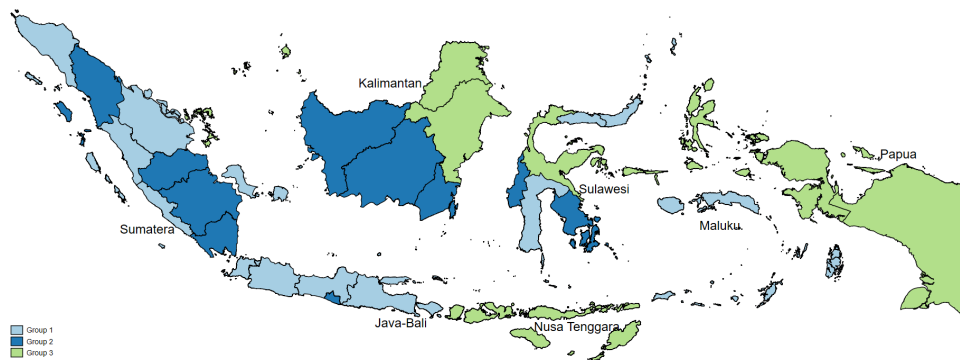 Kalimantan
Papua
Sulawesi
Sumatera
Maluku
Java-Bali
Nusa Tenggara
Group 1
Group 2
Group 3